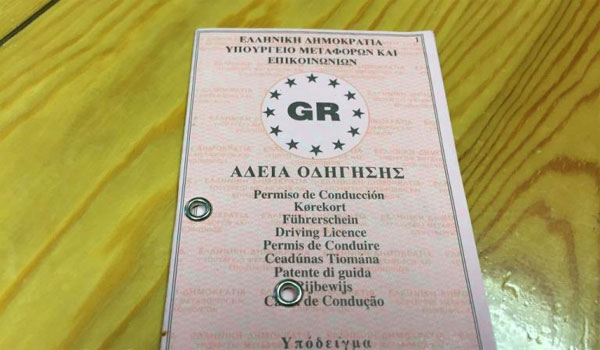 ΕΛΛΗΝΙΚΗ ΔΗΜΟΚΡΑΤΙΑ
1
ΥΠΟΥΡΓΕΙΟ ΜΕΤΑΦΟΡΩΝ ΚΑΙ
ΕΠΙΚΟΙΝΩΝΙΩΝ
GR
ΑΔΕΙΑ ΟΔΗΓΗΣΗΣ
Permiso de Conducción
Kørekort
Führerschein
Driving Licence
Permis de Conduire
Ceadúnas Tiomana
Patente di guida
de Condução
Υπόδειγμα